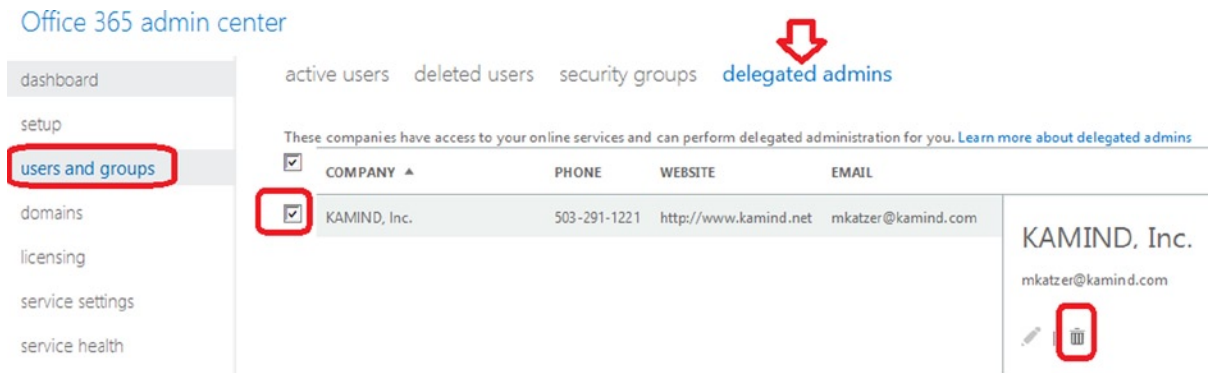 Office 365 admin center
dashboard
setup
users and groups
domains
licensing
service settings
service health
active users deleted users security groups delegated admins
These companies have access to your online services and can perform delegated administration for you. Learn more about delegated admins
COMPANY PHONE WEBSITE EMAIL
KAMIND, Inc. 503-291-1221 http://www.kamind.net mkatzer@kamind.com
KAMIND, Inc.
mkatzer@kamind.com